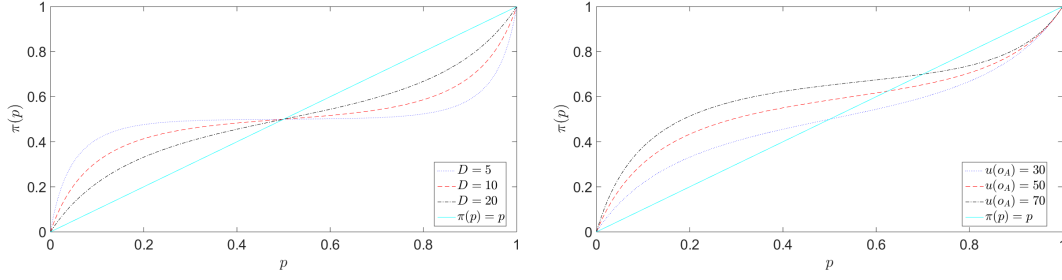 1
0.8
0.6
0.4
0.2
0
π(p)
0 0.2 0.4 0.6 0.8 1
p
D = 5
D = 10
D = 20
π(p) = p
1
0.8
0.6
0.4
0.2
0
π(p)
0 0.2 0.4 0.6 0.8 1
p
u(o_A) = 30
u(o_A) = 50
u(o_A) = 70
π(p) = p